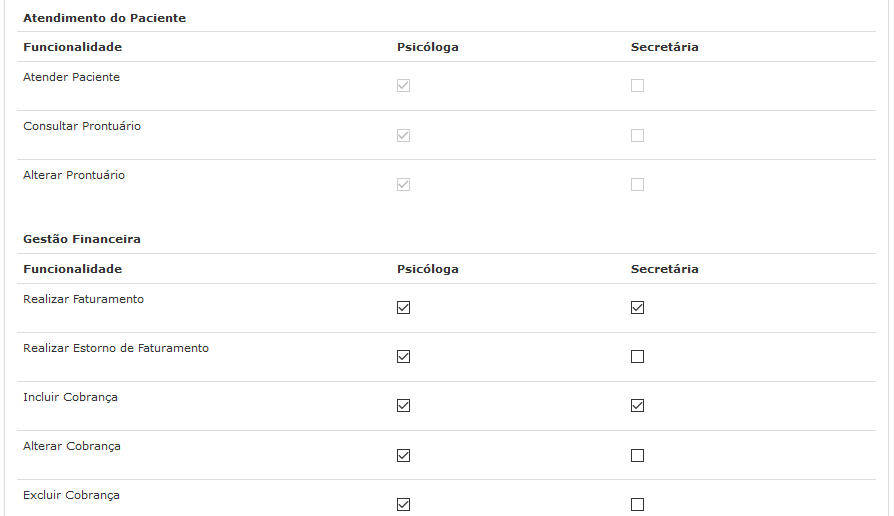 Atendimento do Paciente
Funcionalidade Psicóloga Secretária
Atender Paciente
Consultar Prontuário
Alterar Prontuário
Gestão Financeira
Funcionalidade Psicóloga Secretária
Realizar Faturamento
Realizar Estorno de Faturamento
Incluir Cobrança
Alterar Cobrança
Excluir Cobrança